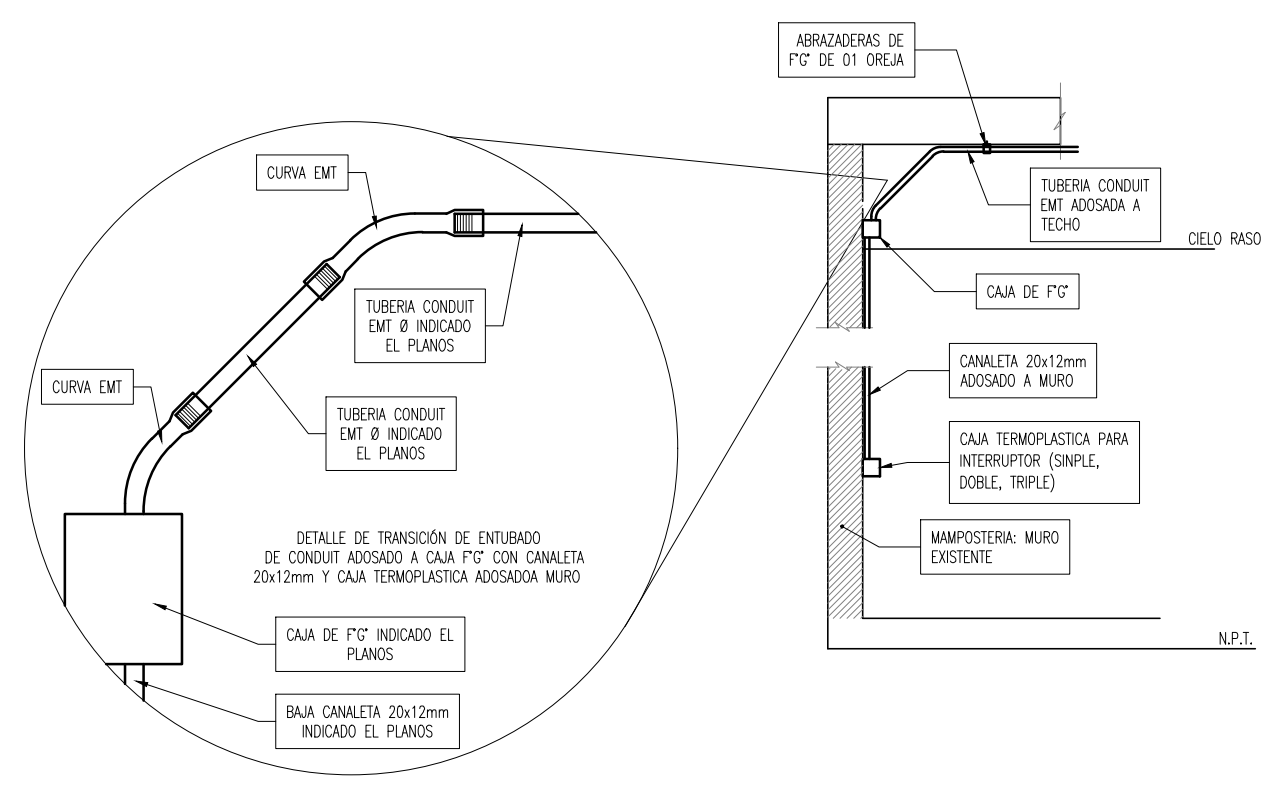 ABRAZADERAS DE
F°G° DE 01 OREJA
CURVA EMT
TUBERIA CONDUIT
EMT ADOSADA A
TECHO
CIELO RASO
CAJA DE F°G°
TUBERIA CONDUIT
EMT Ø INDICADO
EL PLANOS
CANALETA 20x12mm
ADOSADO A MURO
CURVA EMT
TUBERIA CONDUIT
EMT Ø INDICADO
EL PLANOS
CAJA TERMOPLASTICA PARA
INTERRUPTOR (SINPLE,
DOBLE, TRIPLE)
MAMPOSTERIA: MURO
EXISTENTE
DETALLE DE TRANSICIÓN DE ENTUBADO
DE CONDUIT ADOSADO A CAJA F°G° CON CANALETA
20x12mm Y CAJA TERMOPLASTICA ADOSADOA MURO
CAJA DE F°G° INDICADO EL
PLANOS
N.P.T.
BAJA CANALETA 20x12mm
INDICADO EL PLANOS